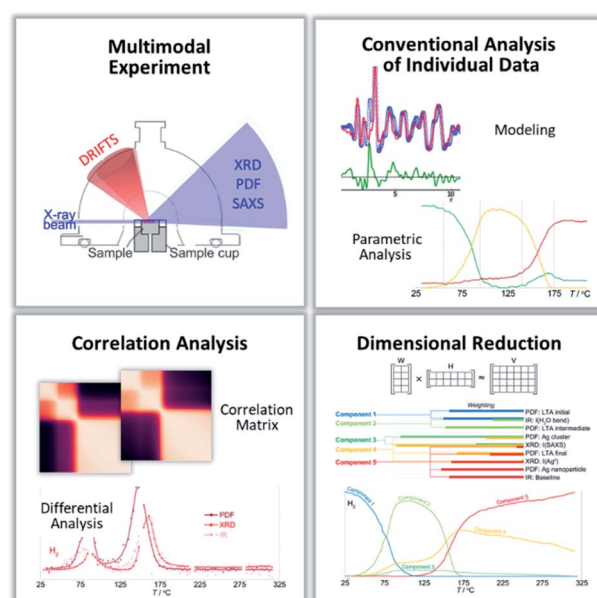 Multimodal
Experiment
DRIFTS
XRD
PDF
SAXS
X-ray
beam
Sample
Sample cup
Conventional Analysis
of Individual Data
Modeling
5
10
r
Parametric
Analysis
25
75
125
175
T / °C
Correlation Analysis
Correlation
Matrix
Differential
Analysis
PDF
XRD
IR
H₂
25
75
125
175
225
275
325
T / °C
Dimensional Reduction
W
H
V
×
≈
Weighting
Component 1
Component 2
Component 3
Component 4
Component 5
PDF: LTA initial
IR: I(H₂O bend)
PDF: LTA intermediate
PDF: Ag cluster
XRD: I(SAXS)
PDF: LTA final
XRD: I(Ag⁰)
PDF: Ag nanoparticle
IR: Baseline
H₂
Component 1
Component 2
Component 5
Component 4
Component 3
25
75
125
175
225
275
325
T / °C